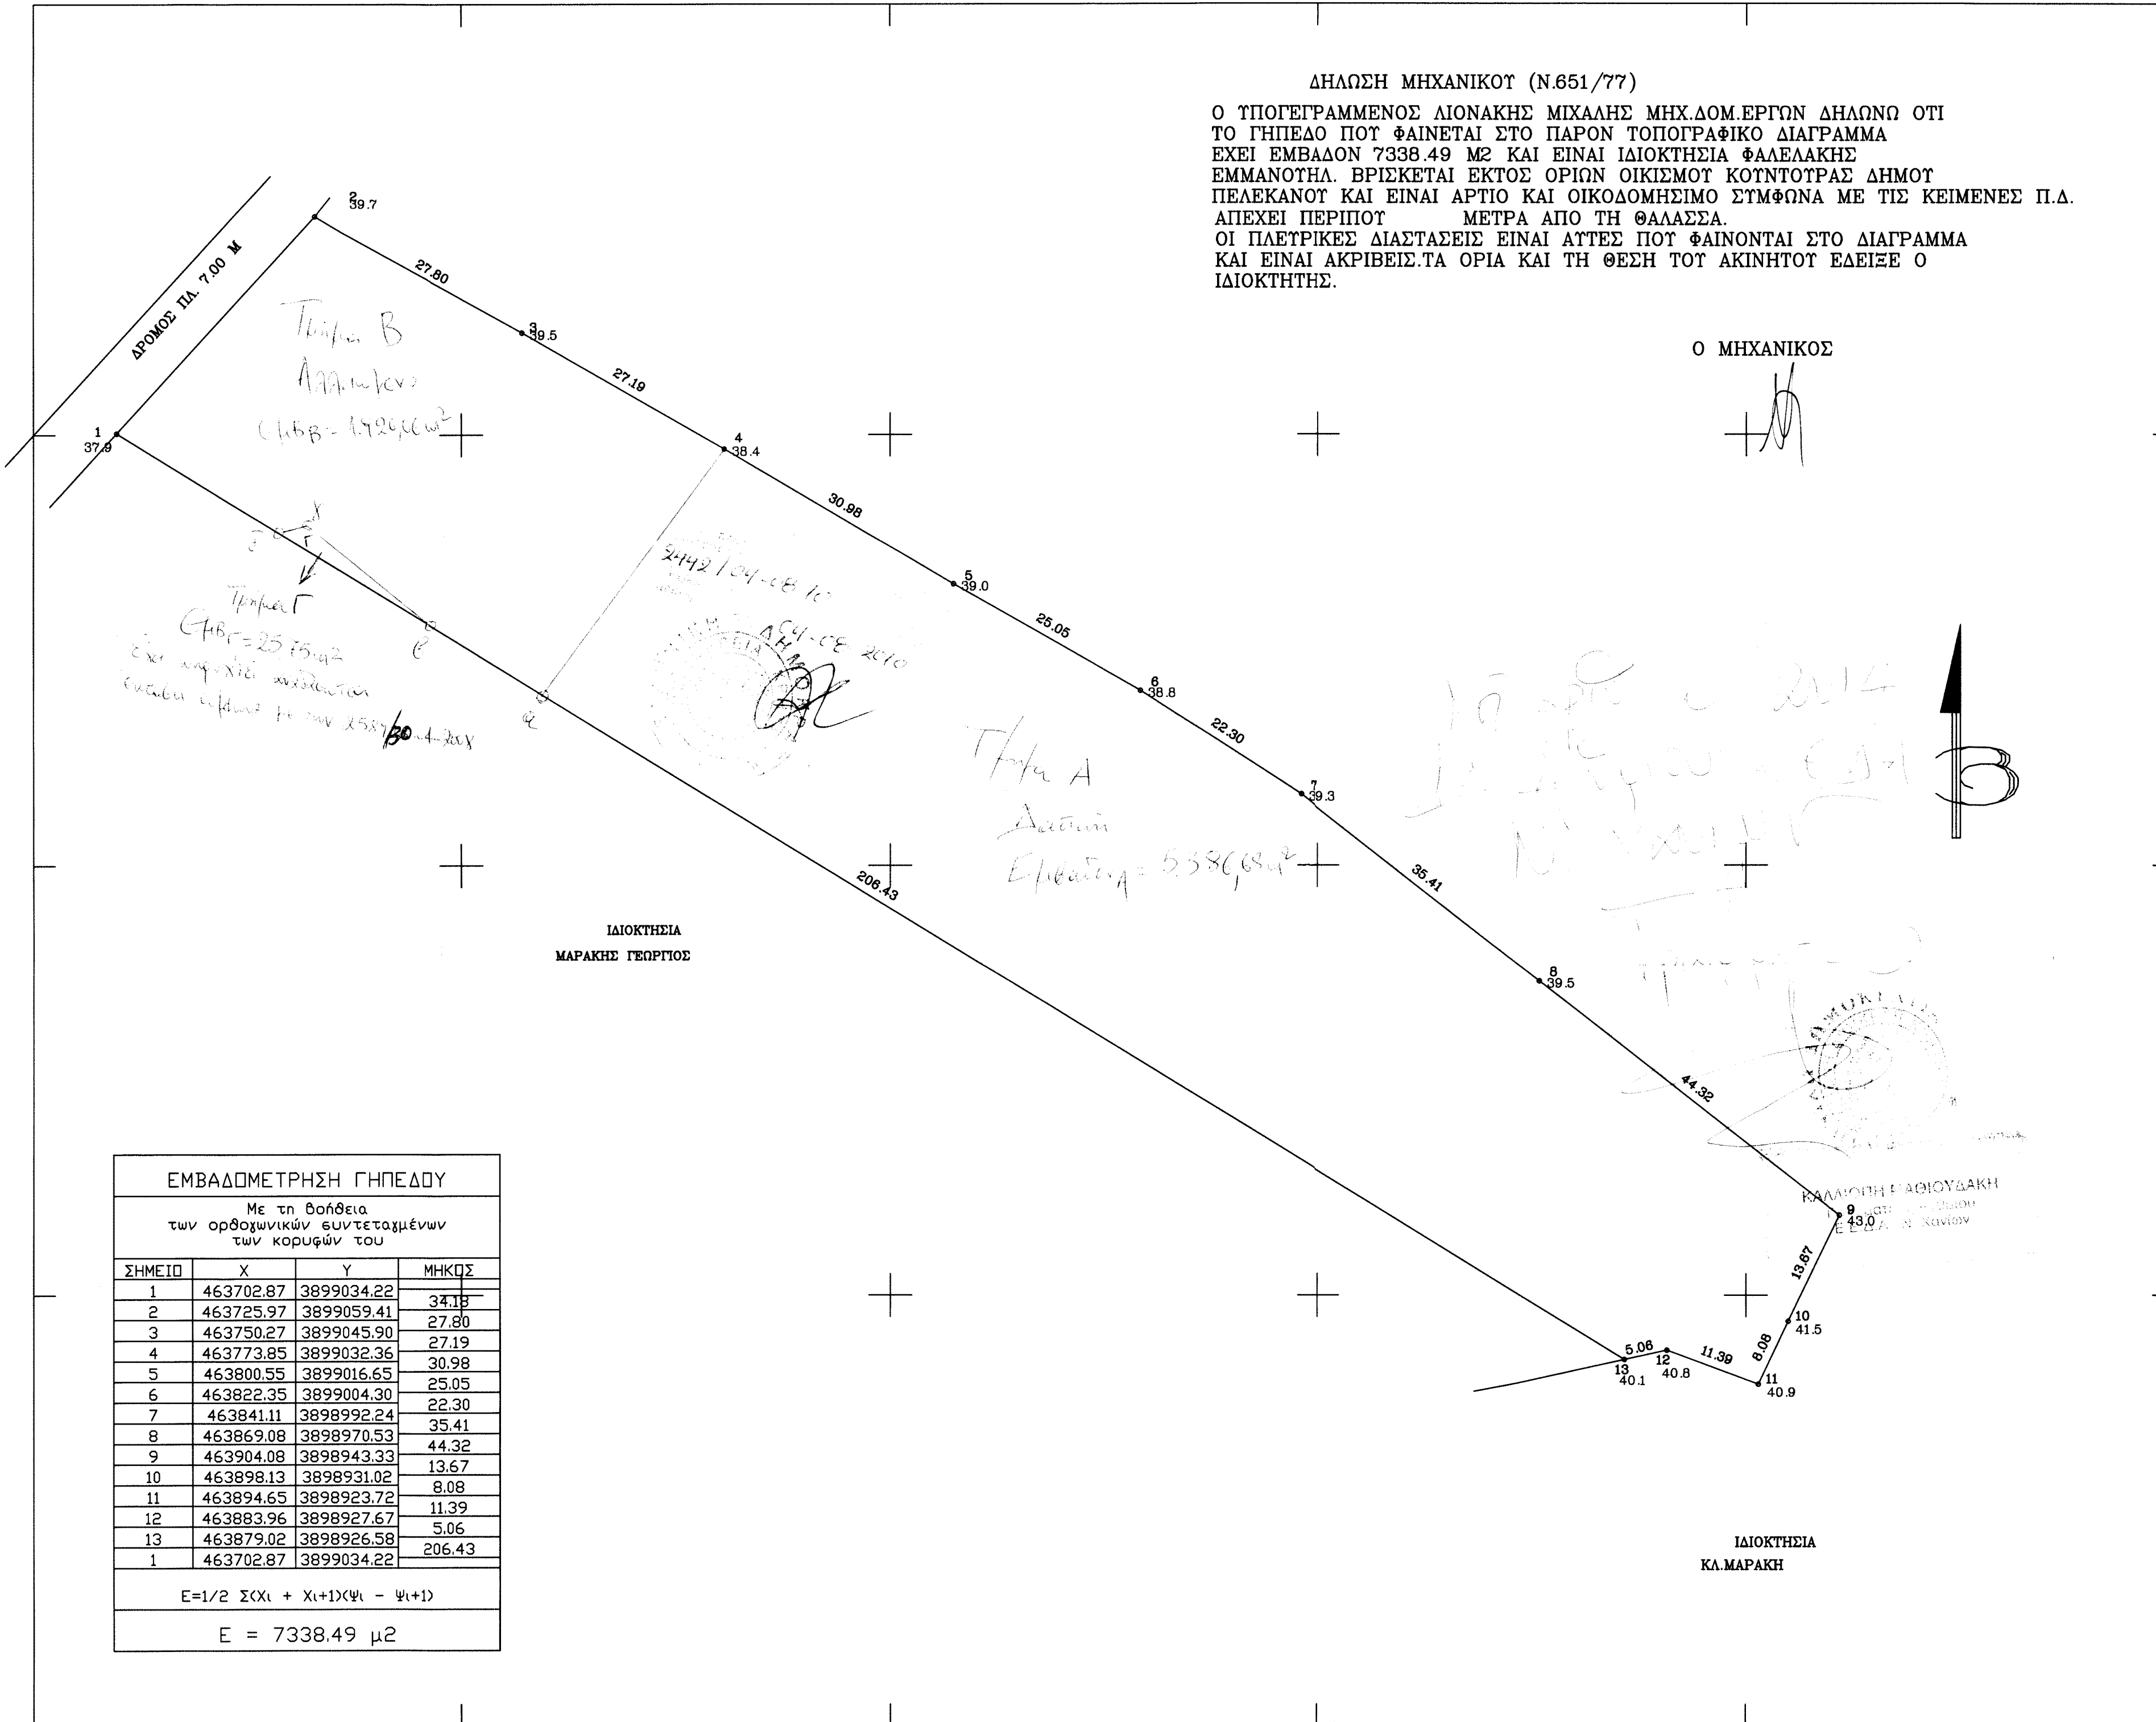 ΔΗΛΩΣΗ ΜΗΧΑΝΙΚΟΥ (Ν.651/77)
Ο ΥΠΟΓΕΓΡΑΜΜΕΝΟΣ ΛΙΟΝΑΚΗΣ ΜΙΧΑΛΗΣ ΜΗΧ.ΔΟΜ.ΕΡΓΩΝ ΔΗΛΩΝΩ ΟΤΙ
ΤΟ ΓΗΠΕΔΟ ΠΟΥ ΦΑΙΝΕΤΑΙ ΣΤΟ ΠΑΡΟΝ ΤΟΠΟΓΡΑΦΙΚΟ ΔΙΑΓΡΑΜΜΑ
ΕΧΕΙ ΕΜΒΑΔΟΝ 7338.49 Μ2 ΚΑΙ ΕΙΝΑΙ ΙΔΙΟΚΤΗΣΙΑ ΦΑΛΕΛΑΚΗΣ
ΕΜΜΑΝΟΥΗΛ. ΒΡΙΣΚΕΤΑΙ ΕΚΤΟΣ ΟΡΙΩΝ ΟΙΚΙΣΜΟΥ ΚΟΥΝΤΟΥΡΑΣ ΔΗΜΟΥ
ΠΕΛΕΚΑΝΟΥ ΚΑΙ ΕΙΝΑΙ ΑΡΤΙΟ ΚΑΙ ΟΙΚΟΔΟΜΗΣΙΜΟ ΣΥΜΦΩΝΑ ΜΕ ΤΙΣ ΚΕΙΜΕΝΕΣ Π.Δ.
ΑΠΕΧΕΙ ΠΕΡΙΠΟΥ ΜΕΤΡΑ ΑΠΟ ΤΗ ΘΑΛΑΣΣΑ.
ΟΙ ΠΛΕΥΡΙΚΕΣ ΔΙΑΣΤΑΣΕΙΣ ΕΙΝΑΙ ΑΥΤΕΣ ΠΟΥ ΦΑΙΝΟΝΤΑΙ ΣΤΟ ΔΙΑΓΡΑΜΜΑ
ΚΑΙ ΕΙΝΑΙ ΑΚΡΙΒΕΙΣ.ΤΑ ΟΡΙΑ ΚΑΙ ΤΗ ΘΕΣΗ ΤΟΥ ΑΚΙΝΗΤΟΥ ΕΔΕΙΞΕ Ο
ΙΔΙΟΚΤΗΤΗΣ.
Ο ΜΗΧΑΝΙΚΟΣ
2
39.7
ΔΡΟΜΟΣ ΠΛ. 7.00 Μ
27.80
Τμήμα Β
3
39.5
27.19
1
37.9
4
38.4
30.98
5
39.0
25.05
Τμήμα Γ
2442/04-08-10
04-08-2010
6
38.8
22.30
7
39.3
Τμήμα Α
35.41
206.43
8
39.5
44.32
ΙΔΙΟΚΤΗΣΙΑ
ΜΑΡΑΚΗΣ ΓΕΩΡΓΙΟΣ
Β
ΚΑΛΛΙΟΠΗ ΜΑΘΙΟΥΔΑΚΗ
Ν Χανίων
9
43.0
13.67
10
41.5
8.08
11
40.9
11.39
12
40.8
5.06
13
40.1
ΙΔΙΟΚΤΗΣΙΑ
ΚΛ.ΜΑΡΑΚΗ
ΕΜΒΑΔΟΜΕΤΡΗΣΗ ΓΗΠΕΔΟΥ
Με τη βοήθεια
των ορθογωνικών συντεταγμένων
των κορυφών του
ΣΗΜΕΙΟ X Y ΜΗΚΟΣ
1 463702.87 3899034.22
34.18
2 463725.97 3899059.41
27.80
3 463750.27 3899045.90
27.19
4 463773.85 3899032.36
30.98
5 463800.55 3899016.65
25.05
6 463822.35 3899004.30
22.30
7 463841.11 3898992.24
35.41
8 463869.08 3898970.53
44.32
9 463904.08 3898943.33
13.67
10 463898.13 3898931.02
8.08
11 463894.65 3898923.72
11.39
12 463883.96 3898927.67
5.06
13 463879.02 3898926.58
206.43
1 463702.87 3899034.22
Ε=1/2 Σ(Χι + Χι+1)(Ψι - Ψι+1)
Ε = 7338.49 μ2